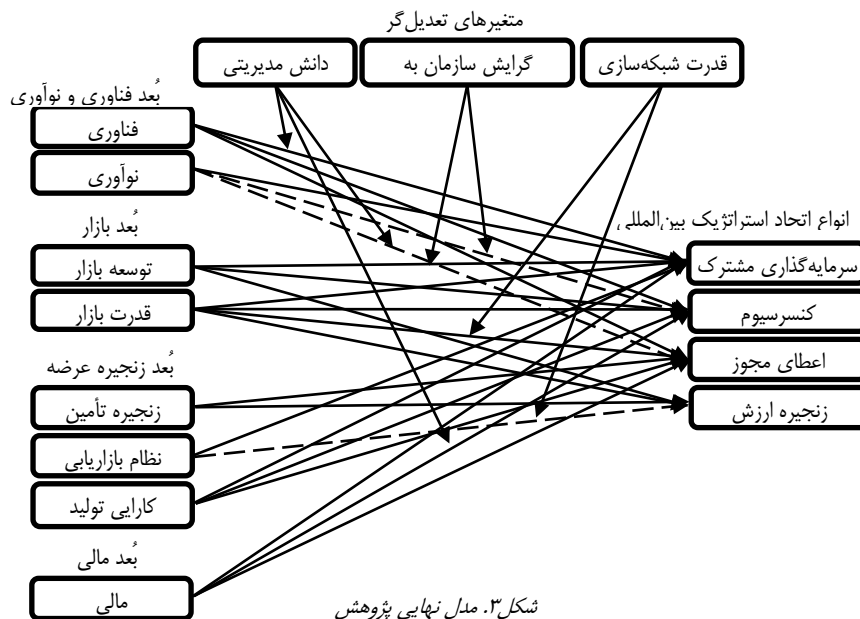 متغیرهای تعدیل‌گر
قدرت شبکه‌سازی
گرایش سازمان به
دانش مدیریتی
بُعد فناوری و نوآوری
فناوری
نوآوری
بُعد بازار
توسعه بازار
قدرت بازار
بُعد زنجیره عرضه
زنجیره تأمین
نظام بازاریابی
کارایی تولید
بُعد مالی
مالی
انواع اتحاد استراتژیک بین‌المللی
سرمایه‌گذاری مشترک
کنسرسیوم
اعطای مجوز
زنجیره ارزش
شکل۳. مدل نهایی پژوهش